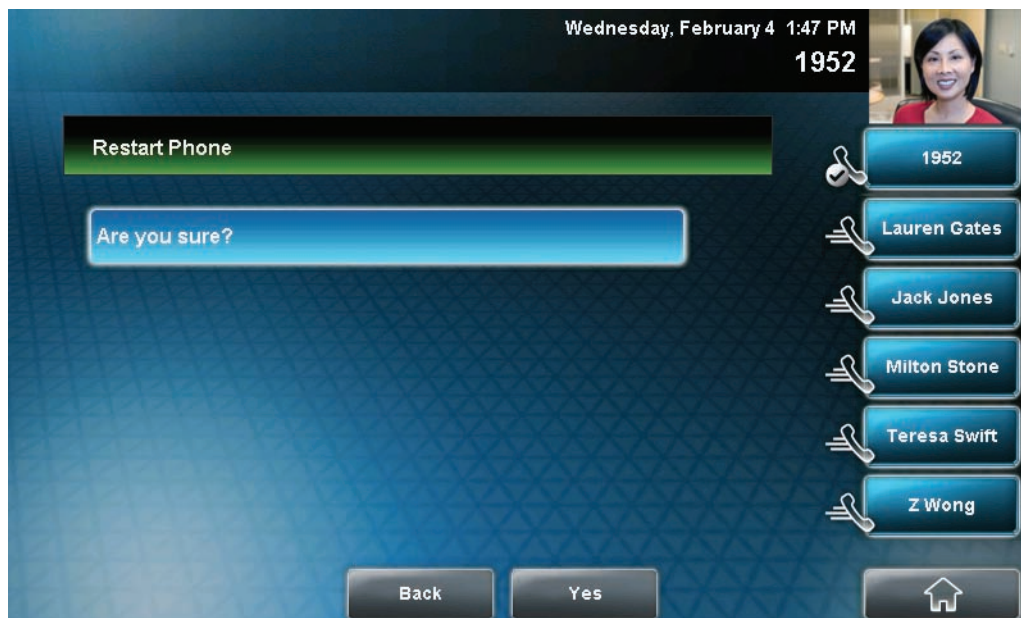 Wednesday, February 4 1:47 PM
1952
Restart Phone
Are you sure?
1952
Lauren Gates
Jack Jones
Milton Stone
Teresa Swift
Z Wong
Back
Yes